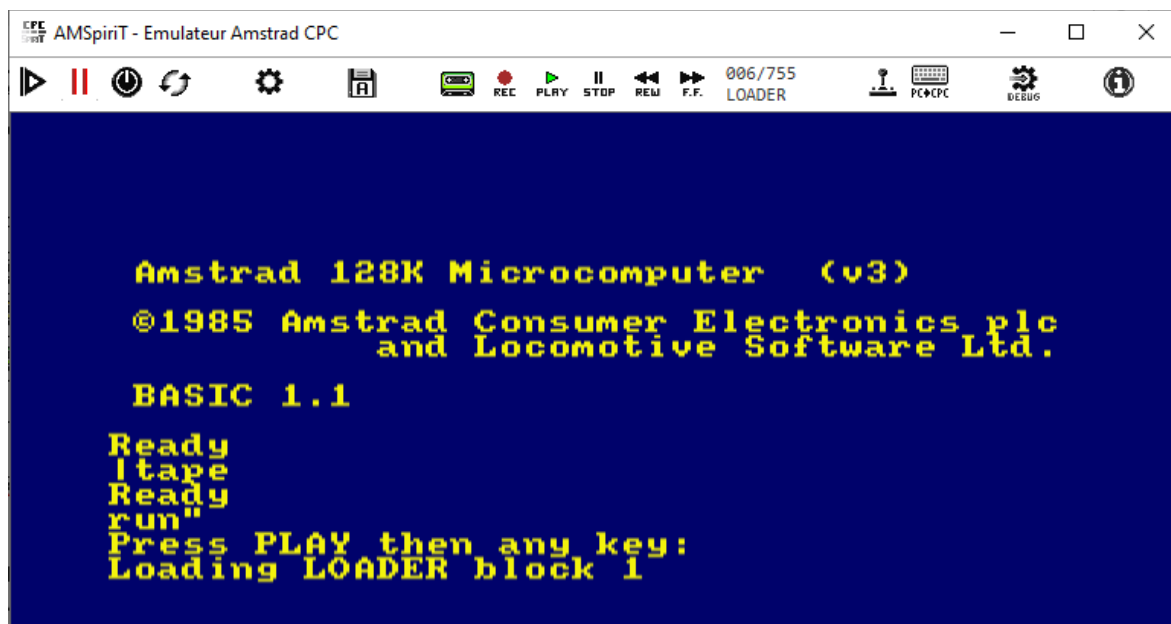 AMSpiriT - Emulateur Amstrad CPC
REC PLAY STOP REW F.F. 006/755
LOADER
PC CPC
DEBUG
Amstrad 128K Microcomputer (v3)
©1985 Amstrad Consumer Electronics plc
and Locomotive Software Ltd.
BASIC 1.1
Ready
|tape
Ready
run"
Press PLAY then any key:
Loading LOADER block 1